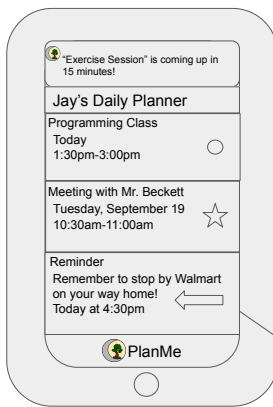 “Exercise Session” is coming up in
15 minutes!
Jay's Daily Planner
Programming Class
Today
1:30pm-3:00pm
Meeting with Mr. Beckett
Tuesday, September 19
10:30am-11:00am
Reminder
Remember to stop by Walmart
on your way home!
Today at 4:30pm
PlanMe